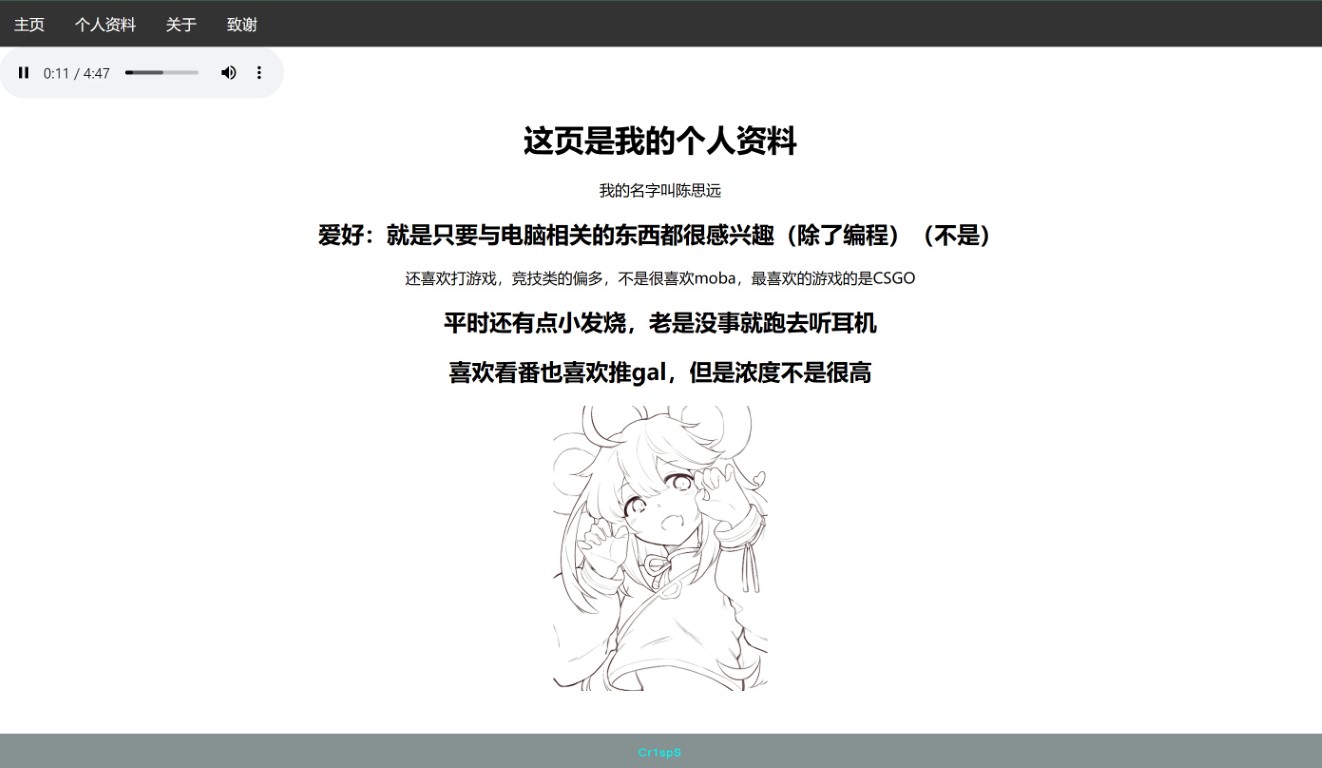 主页 个人资料 关于 致谢
0:11 / 4:47
这页是我的个人资料
我的名字叫陈思远
爱好：就是只要与电脑相关的东西都很感兴趣（除了编程）（不是）
还喜欢打游戏，竞技类的偏多，不是很喜欢moba，最喜欢的游戏的是CSGO
平时还有点小发烧，老是没事就跑去听耳机
喜欢看番也喜欢推gal，但是浓度不是很高
Cr1spS